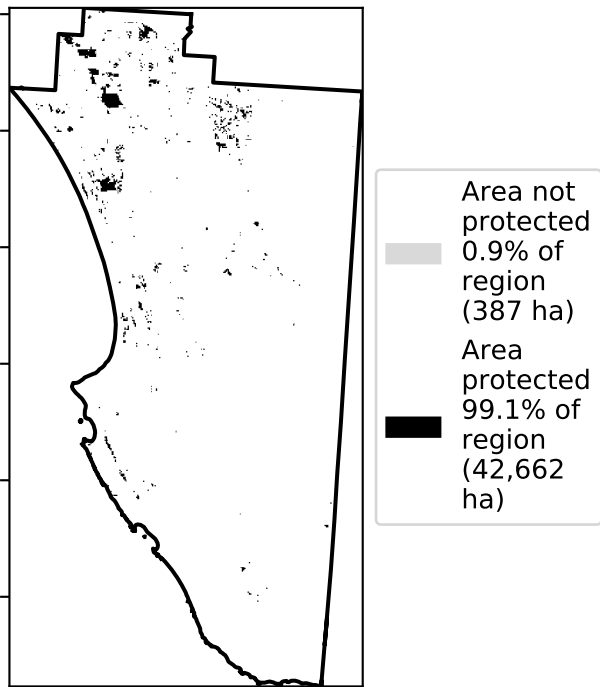 Area not
protected
0.9% of
region
(387 ha)
Area
protected
99.1% of
region
(42,662
ha)